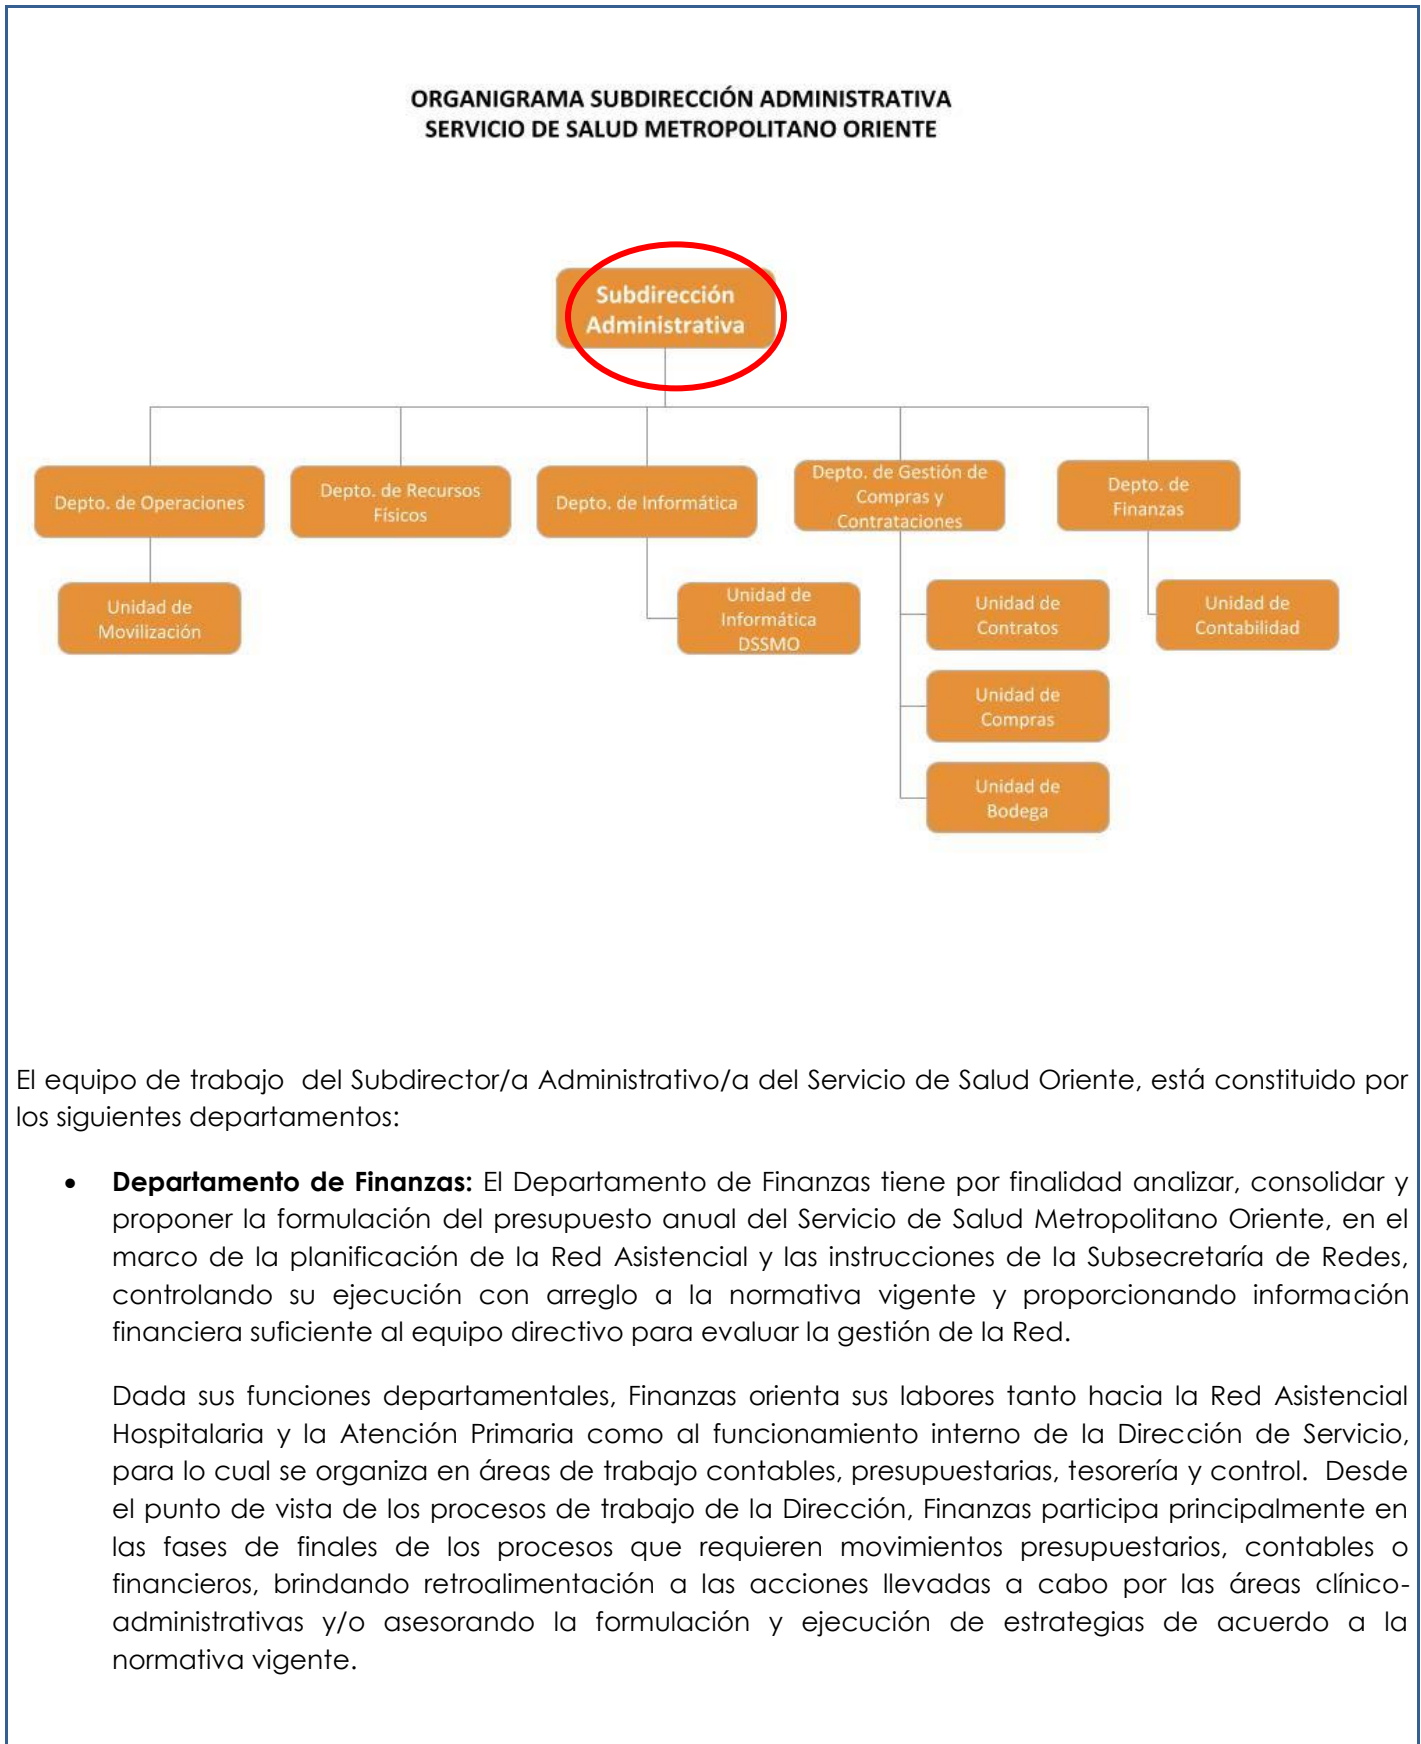 ORGANIGRAMA SUBDIRECCIÓN ADMINISTRATIVA
SERVICIO DE SALUD METROPOLITANO ORIENTE
Subdirección
Administrativa
Depto. de Operaciones
Depto. de Recursos
Físicos
Depto. de Informática
Depto. de Gestión de
Compras y
Contrataciones
Depto. de
Finanzas
Unidad de
Movilización
Unidad de
Informática
DSSMO
Unidad de
Contratos
Unidad de
Contabilidad
Unidad de
Compras
Unidad de
Bodega
El equipo de trabajo  del Subdirector/a Administrativo/a del Servicio de Salud Oriente, está constituido por
los siguientes departamentos:
• Departamento de Finanzas: El Departamento de Finanzas tiene por finalidad analizar, consolidar y
proponer la formulación del presupuesto anual del Servicio de Salud Metropolitano Oriente, en el
marco de la planificación de la Red Asistencial y las instrucciones de la Subsecretaría de Redes,
controlando su ejecución con arreglo a la normativa vigente y proporcionando información
financiera suficiente al equipo directivo para evaluar la gestión de la Red.
Dada sus funciones departamentales, Finanzas orienta sus labores tanto hacia la Red Asistencial
Hospitalaria y la Atención Primaria como al funcionamiento interno de la Dirección de Servicio,
para lo cual se organiza en áreas de trabajo contables, presupuestarias, tesorería y control.  Desde
el punto de vista de los procesos de trabajo de la Dirección, Finanzas participa principalmente en
las fases de finales de los procesos que requieren movimientos presupuestarios, contables o
financieros, brindando retroalimentación a las acciones llevadas a cabo por las áreas clínico-
administrativas y/o asesorando la formulación y ejecución de estrategias de acuerdo a la
normativa vigente.